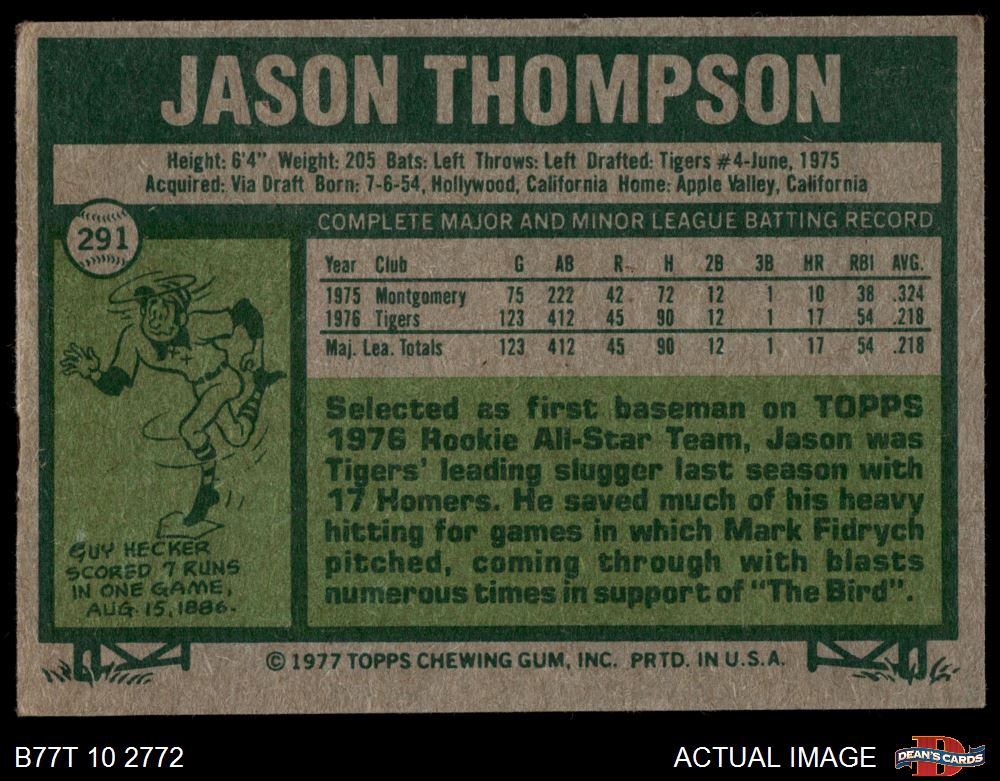 JASON THOMPSON
Height: 6'4" Weight: 205 Bats: Left Throws: Left Drafted: Tigers #4-June, 1975
Acquired: Via Draft Born: 7-6-54, Hollywood, California Home: Apple Valley, California
291
COMPLETE MAJOR AND MINOR LEAGUE BATTING RECORD
Year Club G AB R H 2B 3B HR RBI AVG.
1975 Montgomery 75 222 42 72 12 1 10 38 .324
1976 Tigers 123 412 45 90 12 1 17 54 .218
Maj. Lea. Totals 123 412 45 90 12 1 17 54 .218
Selected as first baseman on TOPPS
1976 Rookie All-Star Team, Jason was
Tigers' leading slugger last season with
17 Homers. He saved much of his heavy
hitting for games in which Mark Fidrych
pitched, coming through with blasts
numerous times in support of "The Bird".
GUY HECKER
SCORED 7 RUNS
IN ONE GAME,
AUG. 15, 1886.
© 1977 TOPPS CHEWING GUM, INC. PRTD. IN U.S.A.
B77T 10 2772
ACTUAL IMAGE
D
DEAN'S CARDS